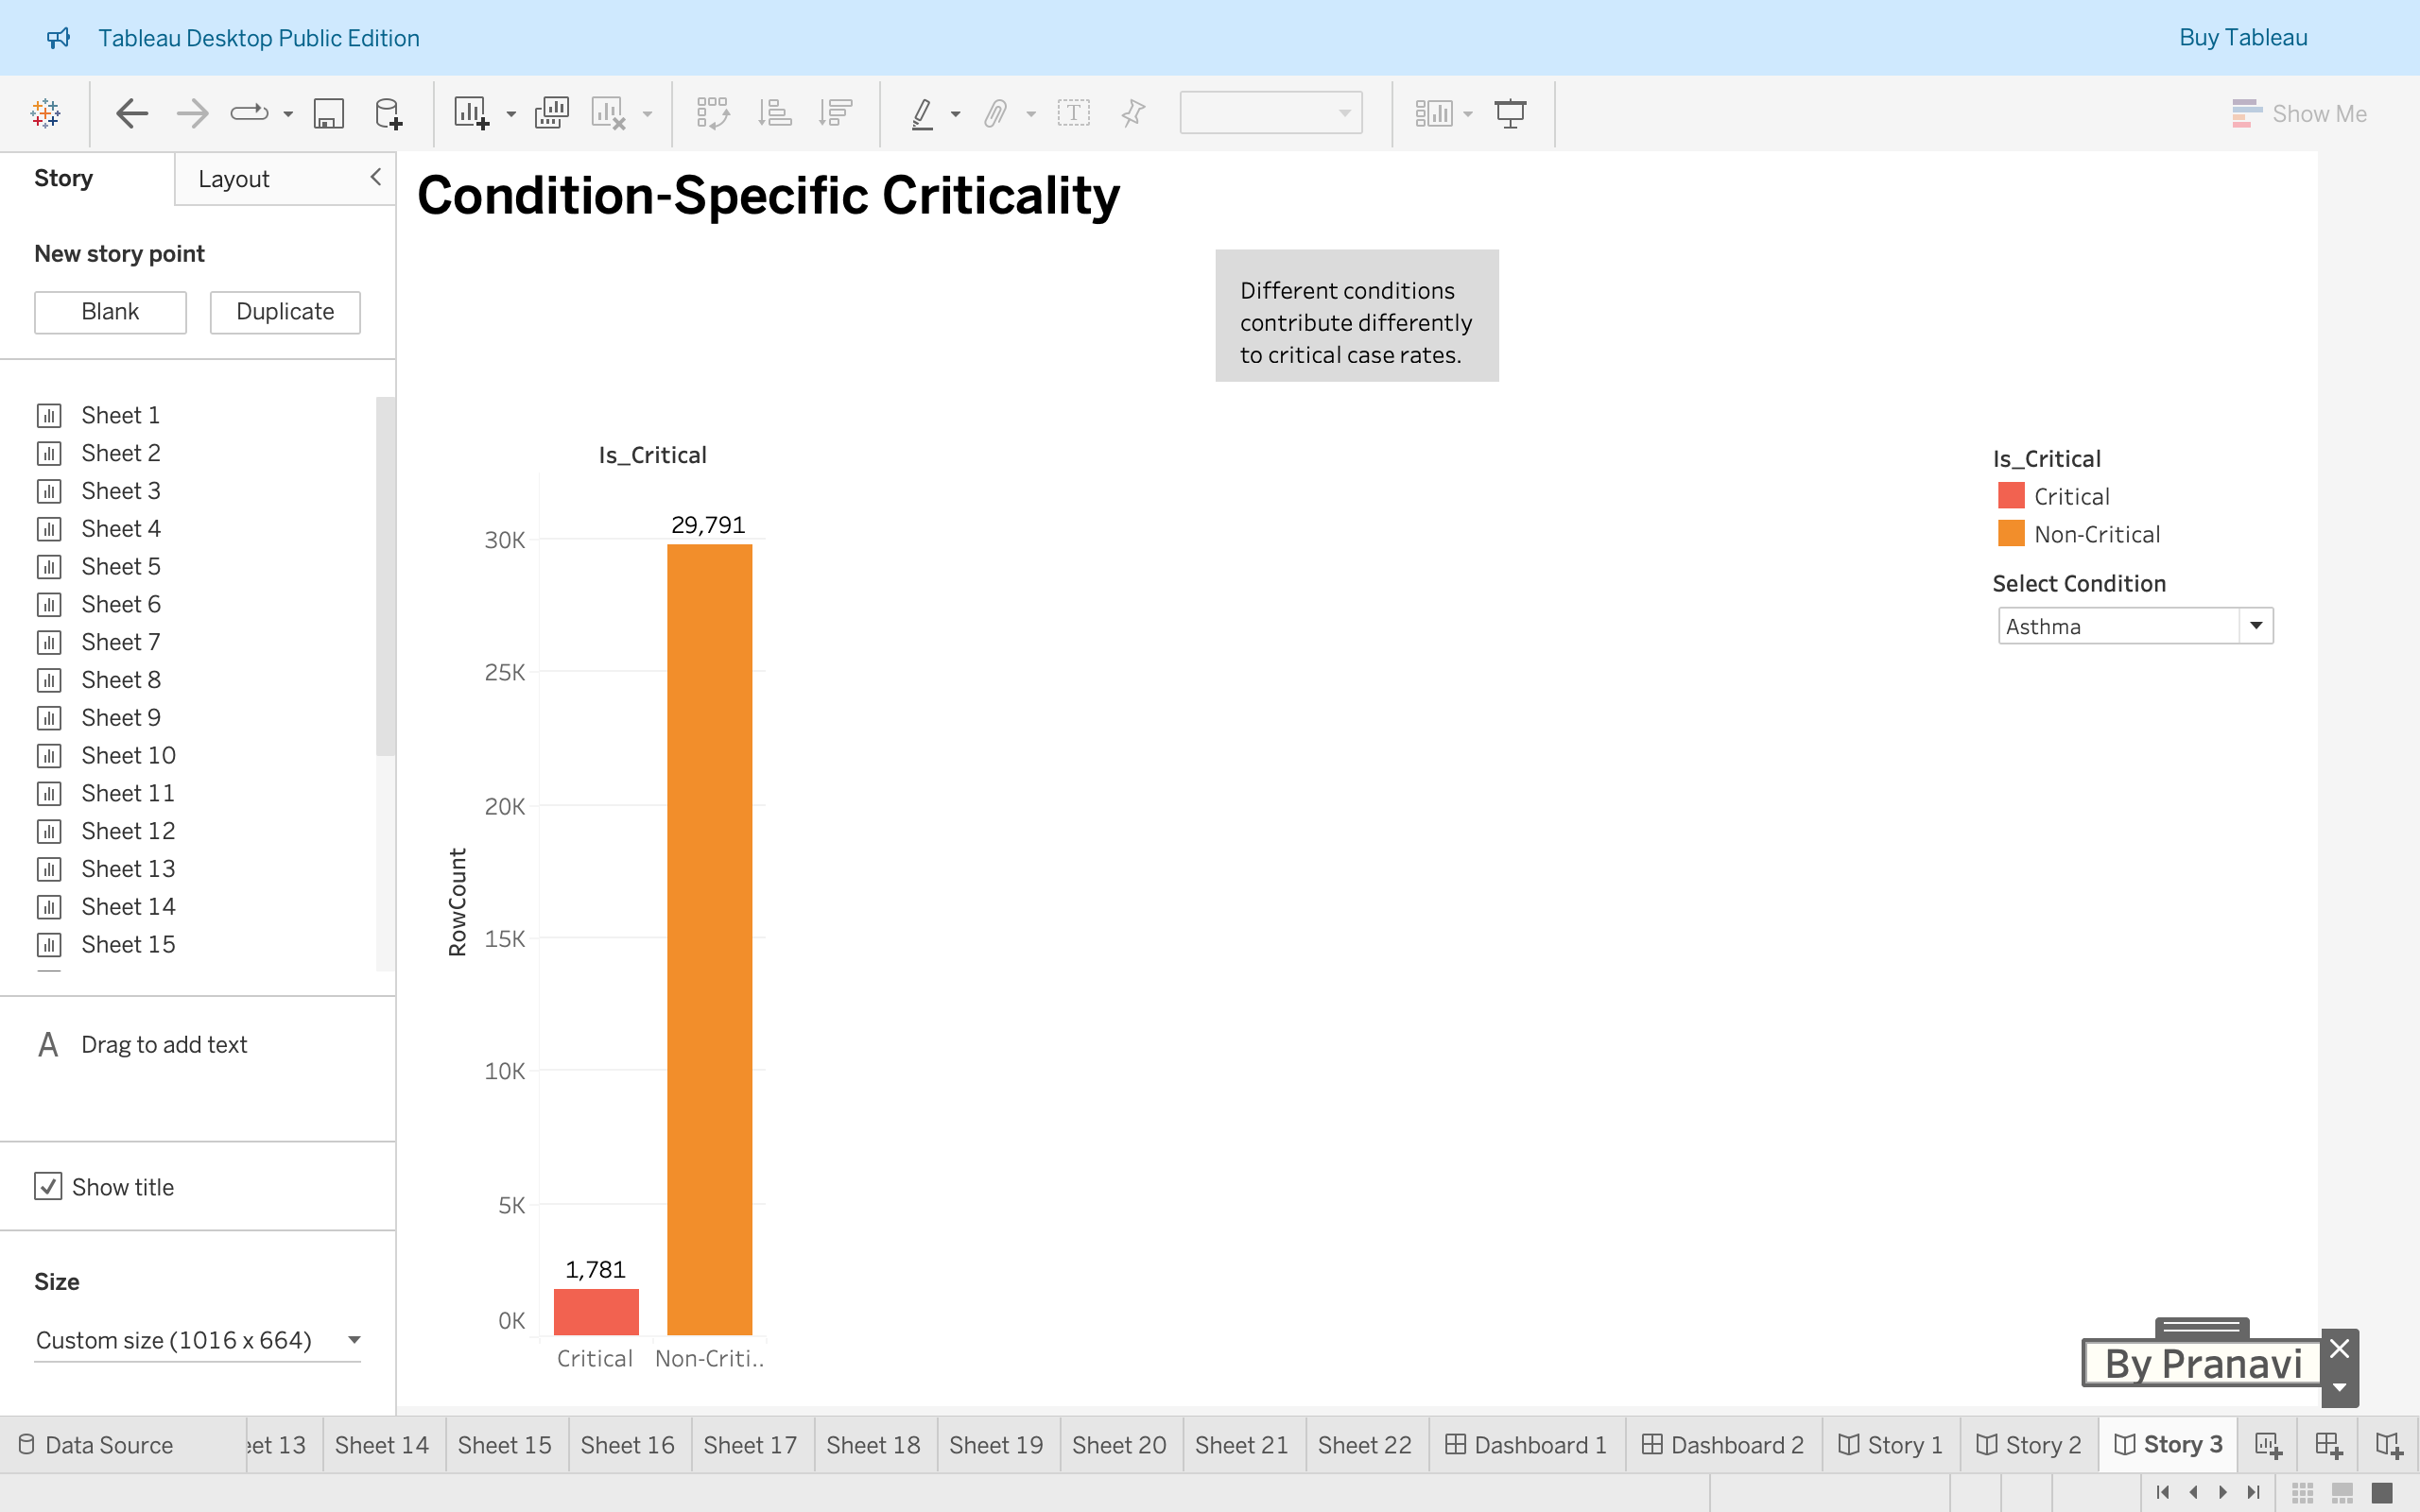 Tableau Desktop Public Edition
Buy Tableau
Show Me
Story
Layout
New story point
Blank
Duplicate
Sheet 1
Sheet 2
Sheet 3
Sheet 4
Sheet 5
Sheet 6
Sheet 7
Sheet 8
Sheet 9
Sheet 10
Sheet 11
Sheet 12
Sheet 13
Sheet 14
Sheet 15
A Drag to add text
Show title
Size
Custom size (1016 x 664)
Condition-Specific Criticality
Different conditions
contribute differently
to critical case rates.
Is_Critical
29,791
30K
25K
20K
15K
10K
5K
0K
RowCount
1,781
Critical
Non-Criti..
Is_Critical
Critical
Non-Critical
Select Condition
Asthma
By Pranavi
Data Source
eet 13
Sheet 14
Sheet 15
Sheet 16
Sheet 17
Sheet 18
Sheet 19
Sheet 20
Sheet 21
Sheet 22
Dashboard 1
Dashboard 2
Story 1
Story 2
Story 3